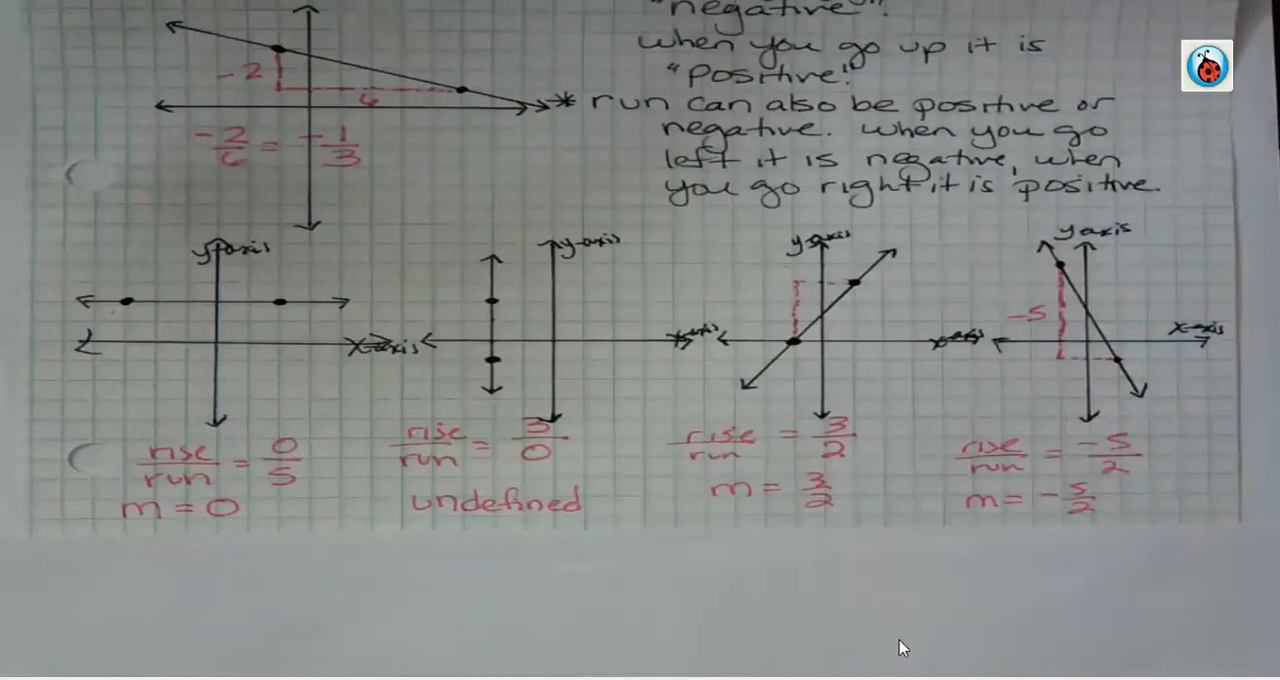 "negative".
when you go up it is
"positive."
* run can also be positive or
negative. when you go
left it is negative, when
you go right it is positive.
-2
6
-2/6 = -1/3
y-axis
x-axis
rise/run = 0/5
m = 0
y-axis
x-axis
rise/run = 3/0
undefined
y-axis
x-axis
rise/run = 3/2
m = 3/2
y axis
x-axis
-5
rise/run = -5/2
m = -5/2